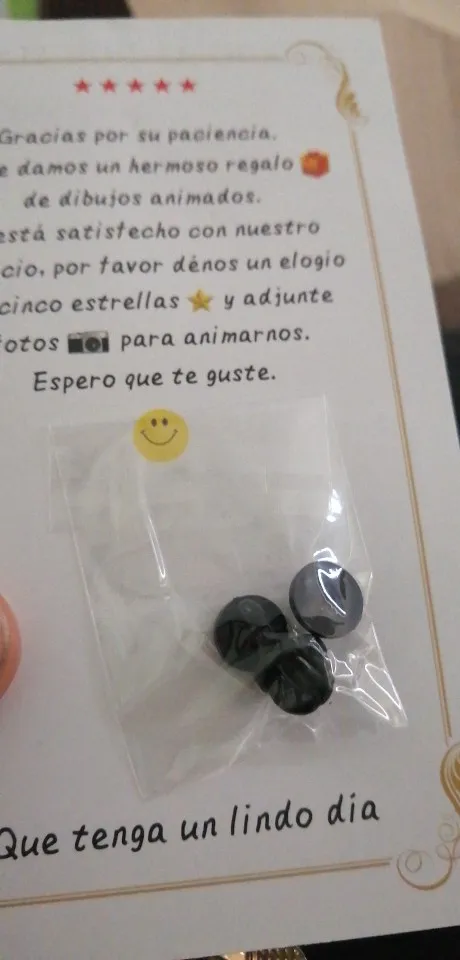 Gracias por su paciencia.
e damos un hermoso regalo
de dibujos animados.
está satisfecho con nuestro
cio, por favor dénos un elogio
cinco estrellas y adjunte
fotos para animarnos.
Espero que te guste.
Que tenga un lindo día